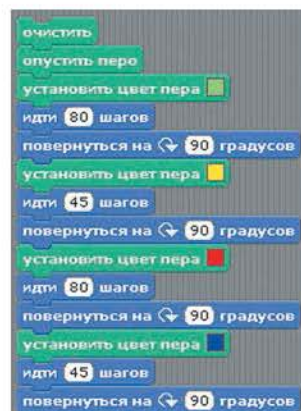 очистить
опустить перо
установить цвет пера
идти 80 шагов
повернуться на 90 градусов
установить цвет пера
идти 45 шагов
повернуться на 90 градусов
установить цвет пера
идти 80 шагов
повернуться на 90 градусов
установить цвет пера
идти 45 шагов
повернуться на 90 градусов